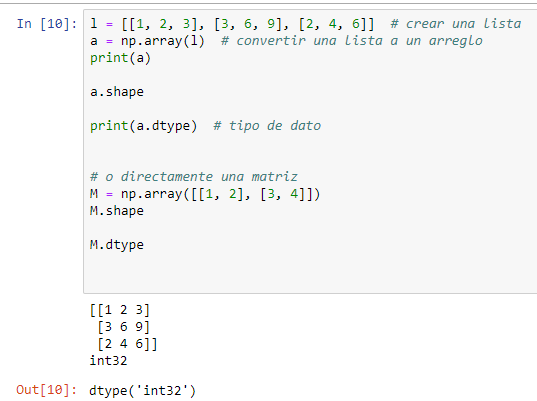 In [10]: l = [[1, 2, 3], [3, 6, 9], [2, 4, 6]]  # crear una lista
a = np.array(l)  # convertir una lista a un arreglo
print(a)
a.shape
print(a.dtype)  # tipo de dato
# o directamente una matriz
M = np.array([[1, 2], [3, 4]])
M.shape
M.dtype
[[1 2 3]
 [3 6 9]
 [2 4 6]]
int32
Out[10]: dtype('int32')